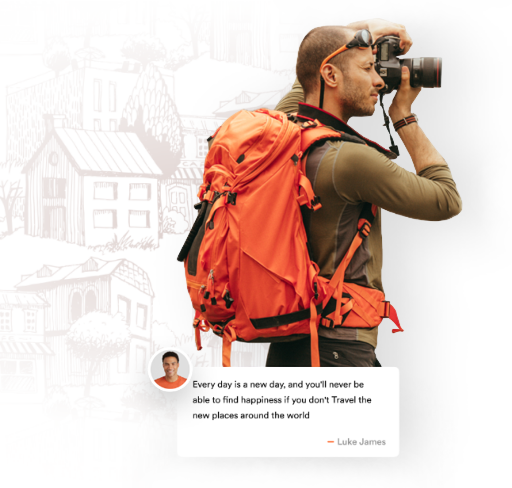 Every day is a new day, and you'll never be
able to find happiness if you don't Travel the
new places around the world
— Luke James